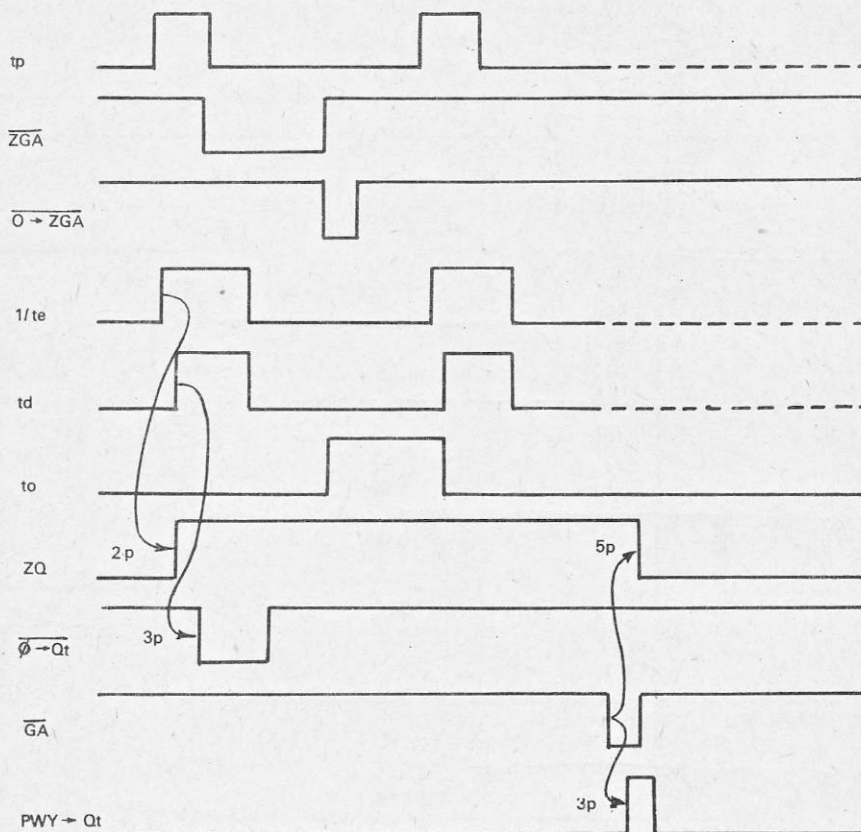 tp
ZGA
O → ZGA
1/te
td
to
2p
5p
ZQ
3p
Ø → Qt
GA
3p
PWY → Qt